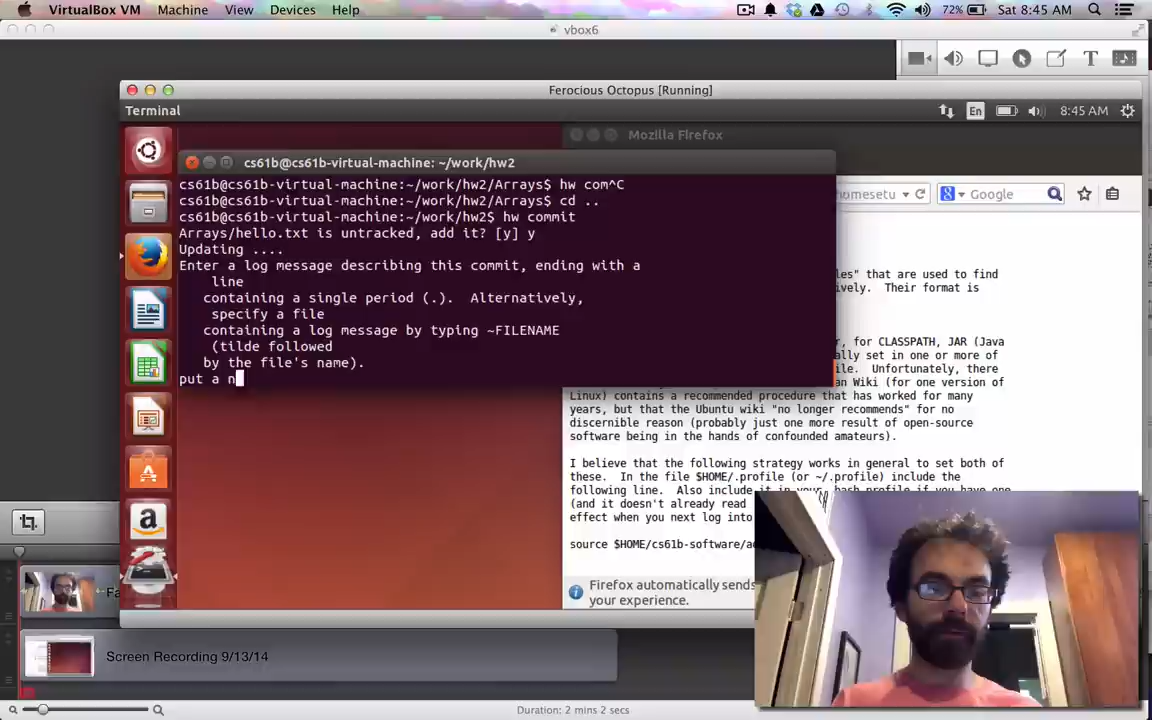 VirtualBox VM Machine View Devices Help
72% Sat 8:45 AM
vbox6
T
Ferocious Octopus [Running]
Terminal
En 8:45 AM
Mozilla Firefox
cs61b@cs61b-virtual-machine: ~/work/hw2
cs61b@cs61b-virtual-machine:~/work/hw2/Arrays$ hw com^C
cs61b@cs61b-virtual-machine:~/work/hw2/Arrays$ cd ..
cs61b@cs61b-virtual-machine:~/work/hw2$ hw commit
Arrays/hello.txt is untracked, add it? [y] y
Updating ....
Enter a log message describing this commit, ending with a
line
containing a single period (.). Alternatively,
specify a file
containing a log message by typing ~FILENAME
(tilde followed
by the file's name).
put a n
homesetu
Google
les" that are used to find
ively. Their format is
r, for CLASSPATH, JAR (Java
ally set in one or more of
ile. Unfortunately, there
an Wiki (for one version of
Linux) contains a recommended procedure that has worked for many
years, but that the Ubuntu wiki "no longer recommends" for no
discernible reason (probably just one more result of open-source
software being in the hands of confounded amateurs).
I believe that the following strategy works in general to set both of
these. In the file $HOME/.profile (or ~/.profile) include the
following line. Also include it in your bash profile if you have one
(and it doesn't already read
effect when you next log into
source $HOME/cs61b-software/a
Firefox automatically sends
your experience.
Fa
Screen Recording 9/13/14
Duration: 2 mins 2 secs